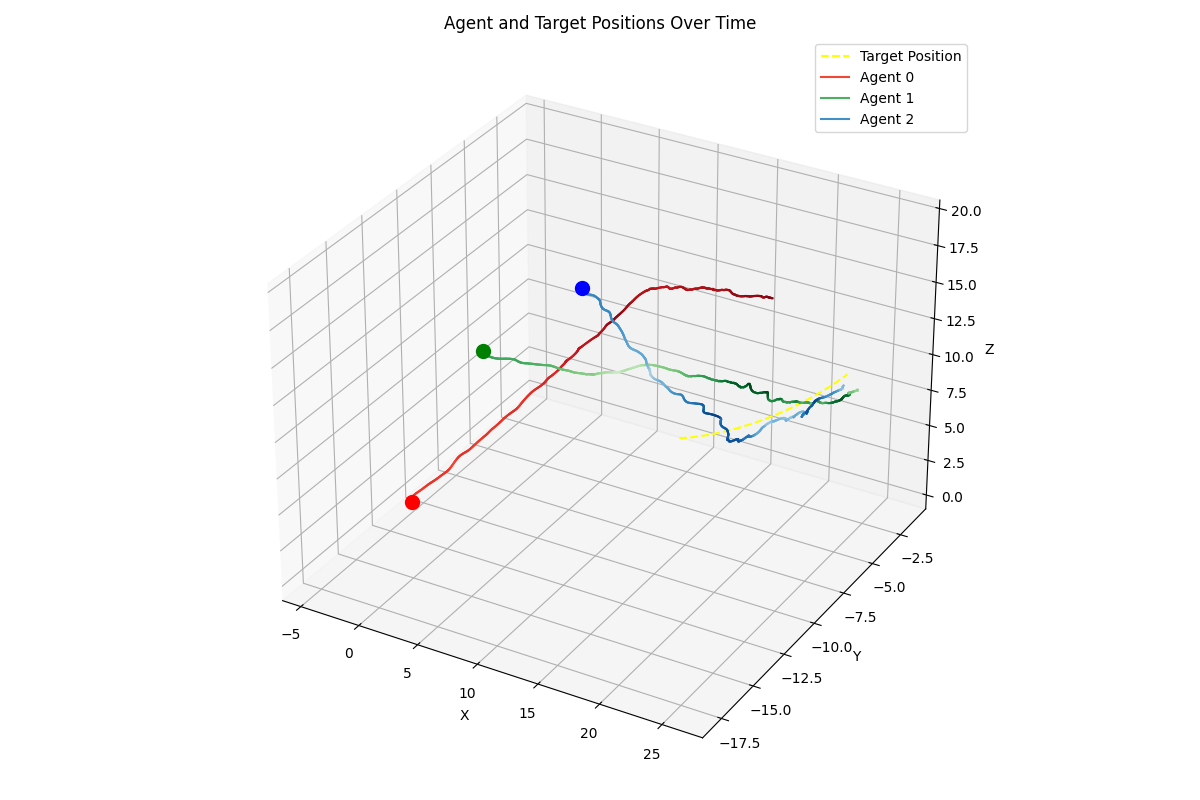 Agent and Target Positions Over Time
Target Position
Agent 0
Agent 1
Agent 2
20.0
17.5
15.0
12.5
10.0
7.5
5.0
2.5
0.0
Z
−2.5
−5.0
−7.5
−10.0
−12.5
−15.0
−17.5
Y
−5
0
5
10
15
20
25
X